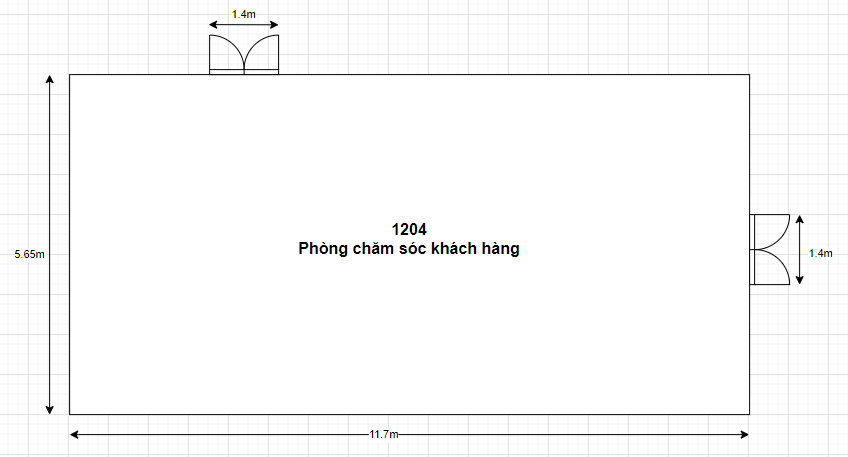 1.4m
1204
Phòng chăm sóc khách hàng
5.65m
1.4m
11.7m